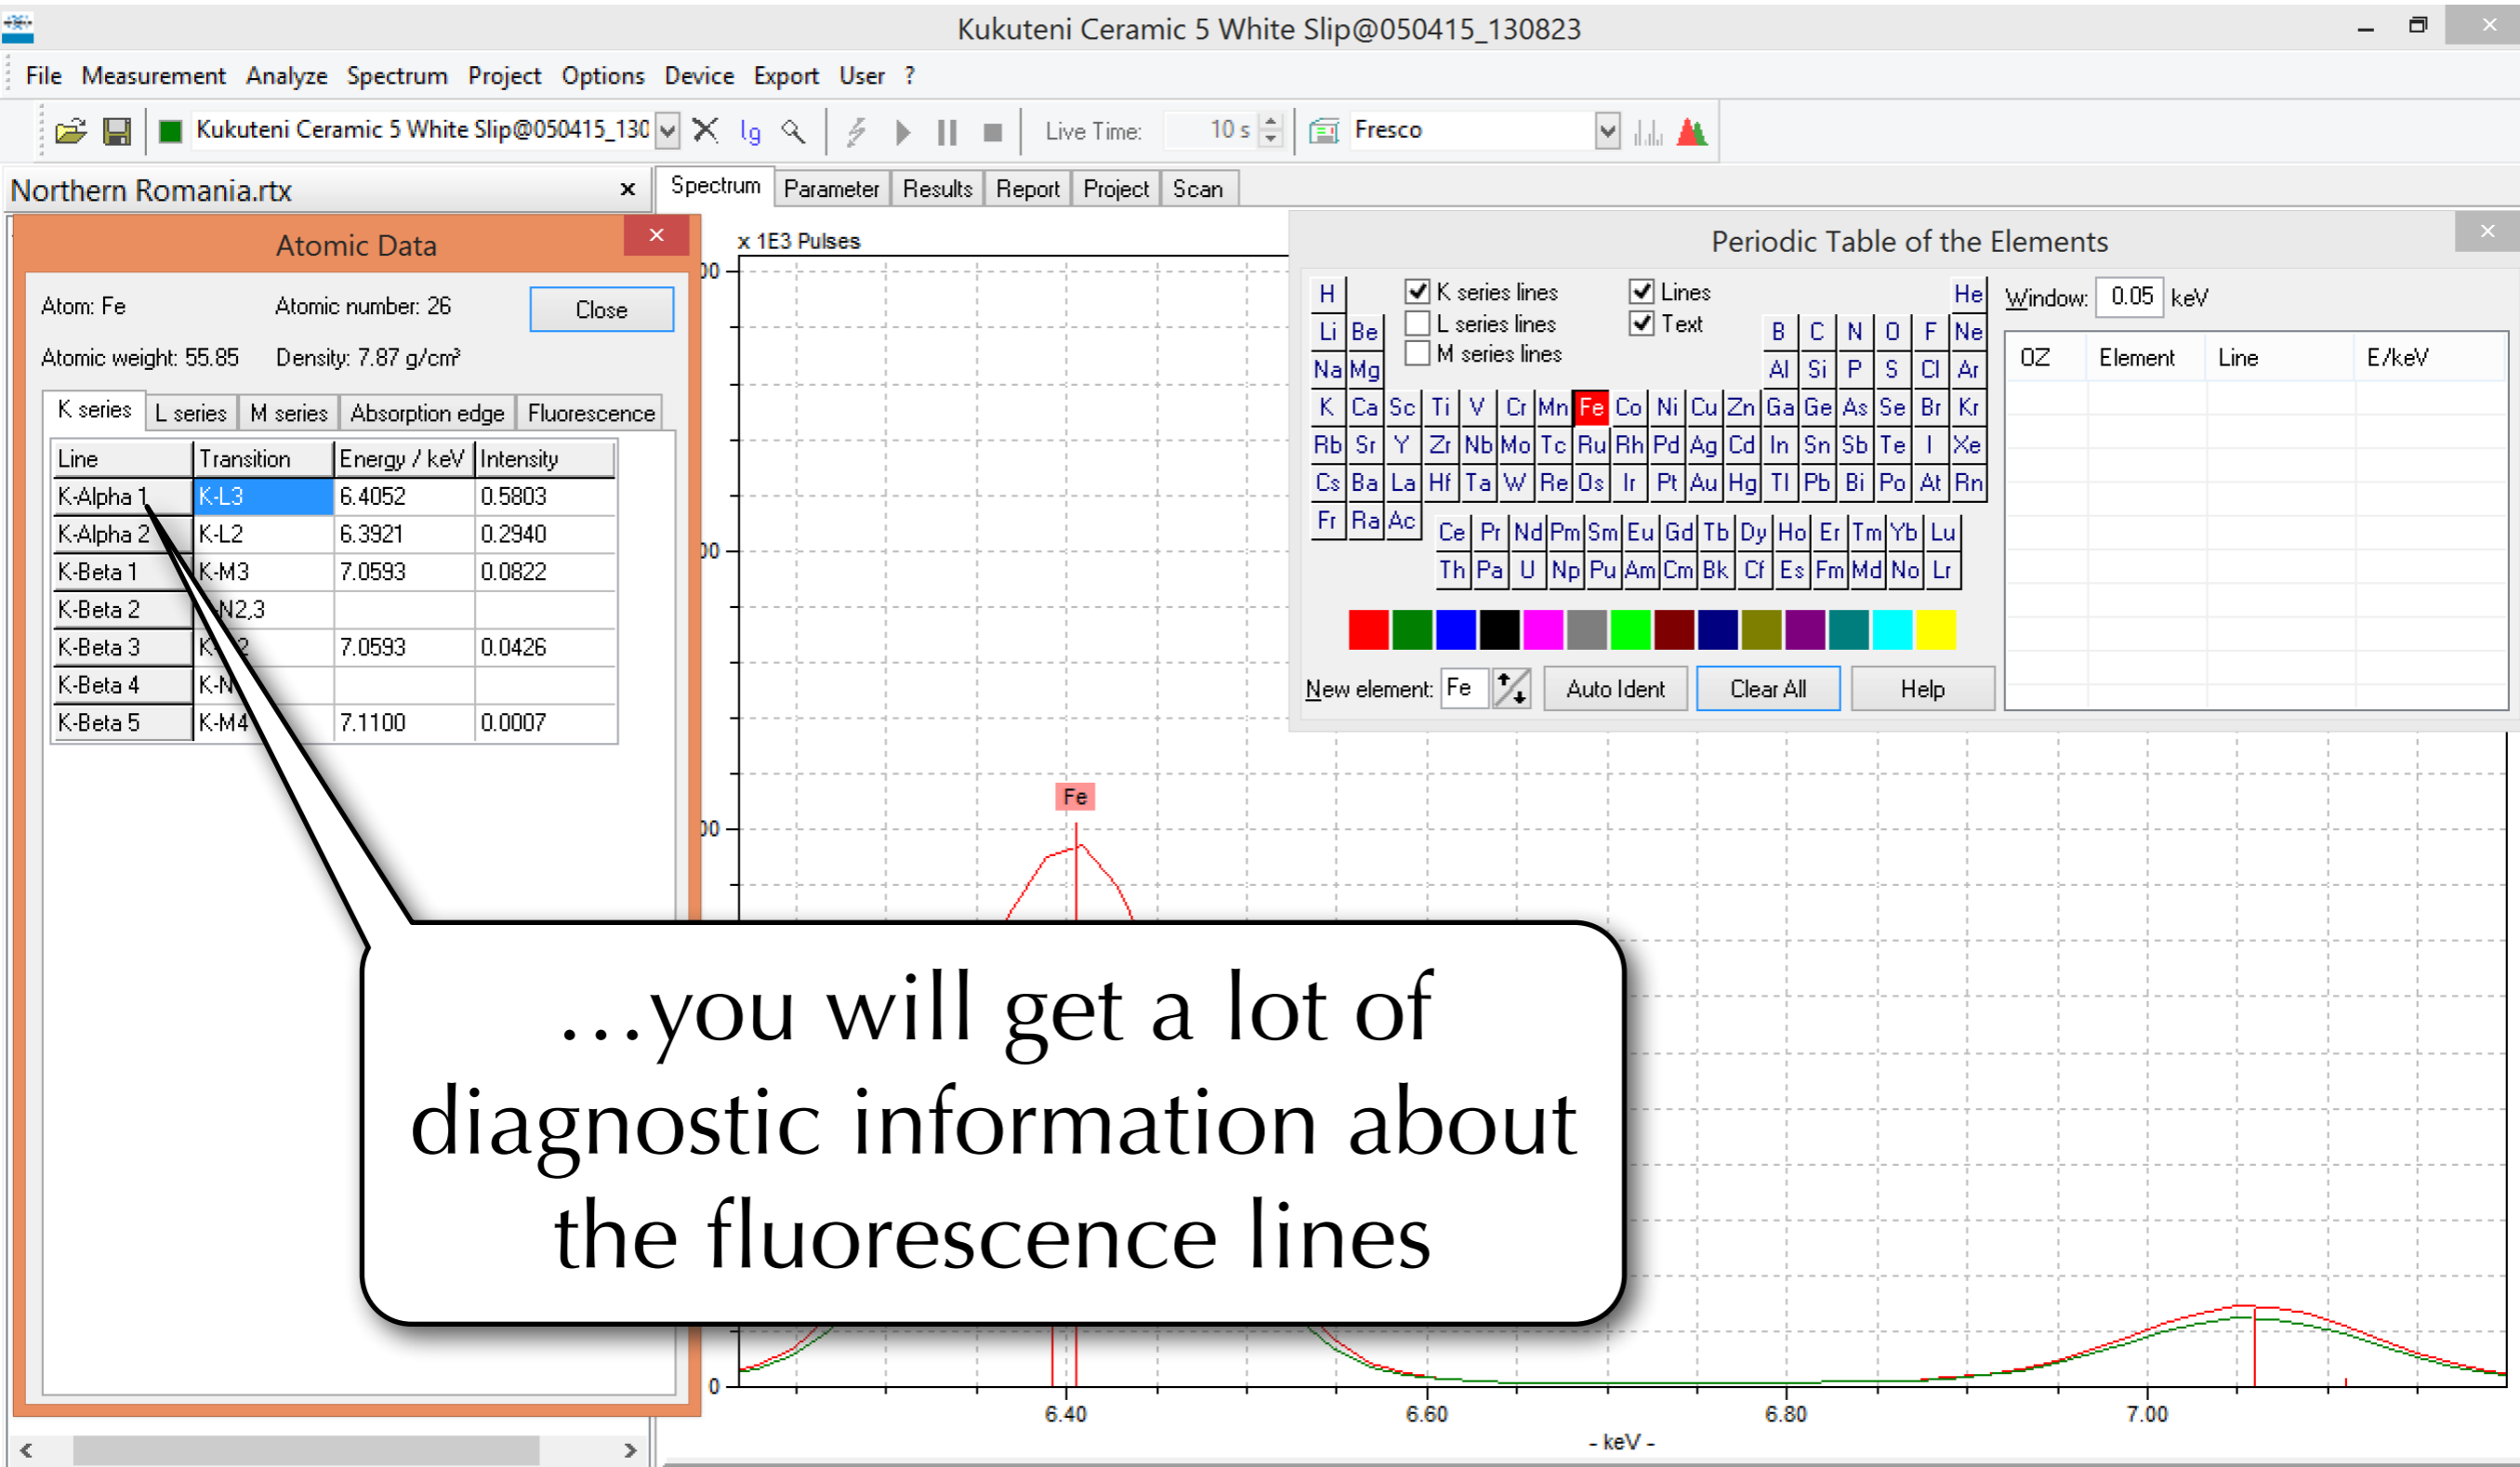 Kukuteni Ceramic 5 White Slip@050415_130823
File Measurement Analyze Spectrum Project Options Device Export User ?
Kukuteni Ceramic 5 White Slip@050415_130 lg Live Time: 10 s Fresco
Northern Romania.rtx
Spectrum Parameter Results Report Project Scan
Atomic Data
Atom: Fe Atomic number: 26 Close
Atomic weight: 55.85 Density: 7.87 g/cm³
K series L series M series Absorption edge Fluorescence
Line Transition Energy / keV Intensity
K-Alpha 1 K-L3 6.4052 0.5803
K-Alpha 2 K-L2 6.3921 0.2940
K-Beta 1 K-M3 7.0593 0.0822
K-Beta 2 N2,3
K-Beta 3 7.0593 0.0426
K-Beta 4
K-Beta 5 K-M4 7.1100 0.0007
x 1E3 Pulses
Periodic Table of the Elements
K series lines Lines
L series lines Text
M series lines
H He
Li Be B C N O F Ne
Na Mg Al Si P S Cl Ar
K Ca Sc Ti V Cr Mn Fe Co Ni Cu Zn Ga Ge As Se Br Kr
Rb Sr Y Zr Nb Mo Tc Ru Rh Pd Ag Cd In Sn Sb Te I Xe
Cs Ba La Hf Ta W Re Os Ir Pt Au Hg Tl Pb Bi Po At Rn
Fr Ra Ac
Ce Pr Nd Pm Sm Eu Gd Tb Dy Ho Er Tm Yb Lu
Th Pa U Np Pu Am Cm Bk Cf Es Fm Md No Lr
New element: Fe Auto Ident Clear All Help
Window: 0.05 keV
OZ Element Line E/keV
Fe
...you will get a lot of
diagnostic information about
the fluorescence lines
0
6.40 6.60 6.80 7.00
- keV -